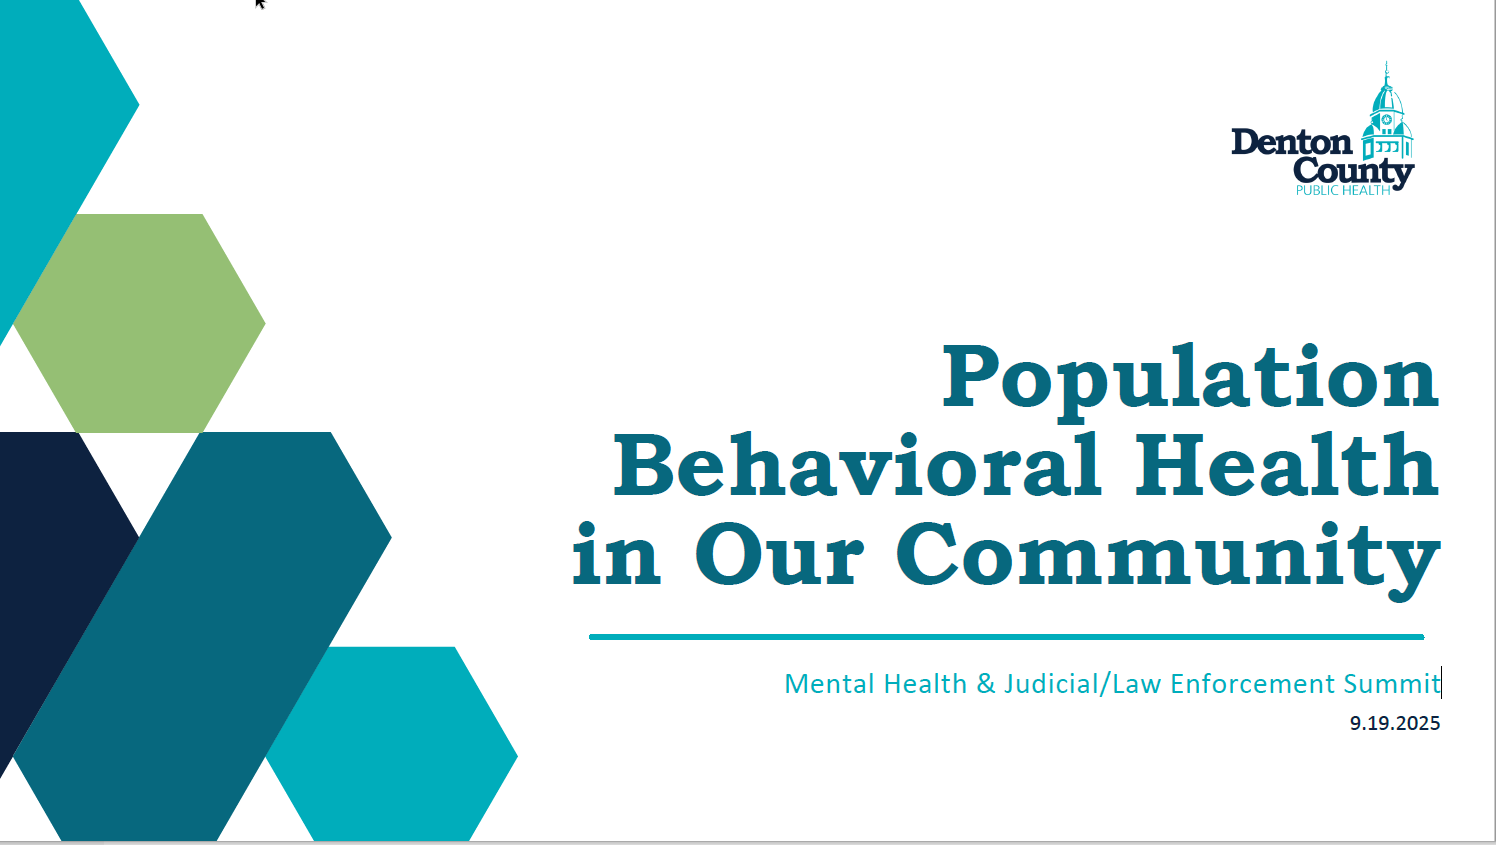 Denton
County
PUBLIC HEALTH
Population
Behavioral Health
in Our Community
Mental Health & Judicial/Law Enforcement Summit
9.19.2025